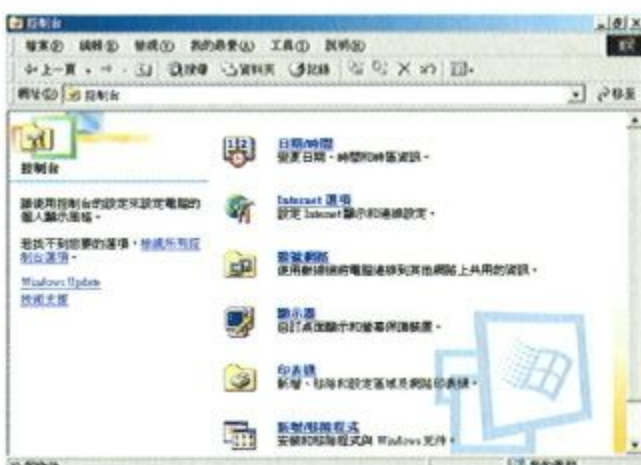 控制台
檔案(F) 編輯(E) 檢視(V) 我的最愛(A) 工具(T) 說明(H)
上一頁 搜尋 資料夾 記錄
網址(D) 控制台 移至
控制台
請使用控制台的設定來設定電腦的
個人顯示風格。
若找不到您要的選項，檢視所有控
制台選項。
Windows Update
技術支援
日期/時間
變更日期、時間和時區資訊。
Internet 選項
設定 Internet 顯示和連線設定。
撥號網路
使用數據機將電腦連線到其他網路上共用的資訊。
顯示器
自訂桌面顯示和螢幕保護裝置。
印表機
新增、移除和設定區域及網路印表機。
新增/移除程式
安裝和移除程式與 Windows 元件。
我的電腦